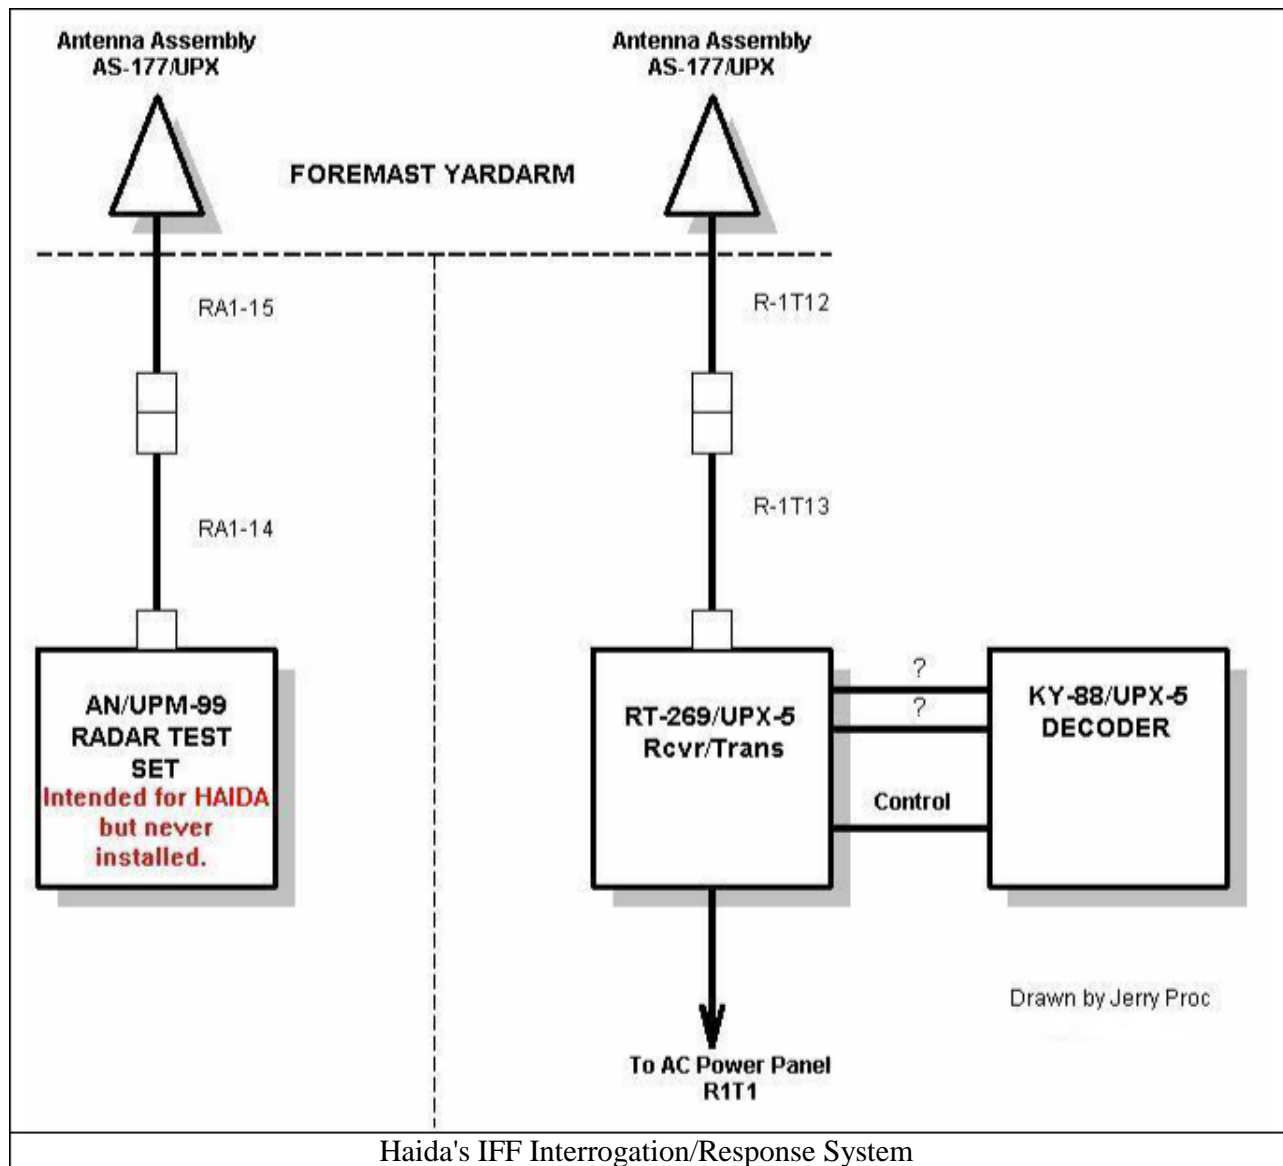 Antenna Assembly
AS-177/UPX
Antenna Assembly
AS-177/UPX
FOREMAST YARDARM
RA1-15
R-1T12
RA1-14
R-1T13
AN/UPM-99
RADAR TEST
SET
Intended for HAIDA
but never
installed.
RT-269/UPX-5
Rcvr/Trans
?
?
Control
KY-88/UPX-5
DECODER
Drawn by Jerry Proc
To AC Power Panel
R1T1
Haida's IFF Interrogation/Response System